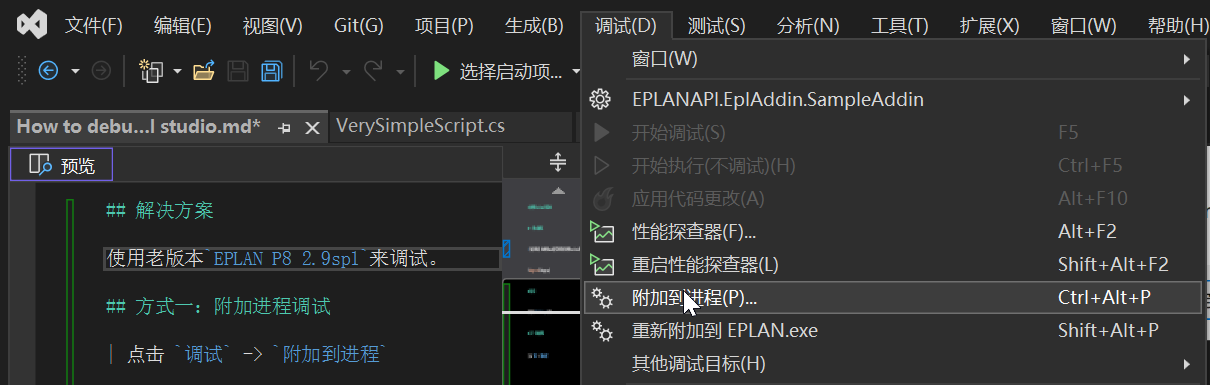 文件(F) 编辑(E) 视图(V) Git(G) 项目(P) 生成(B) 调试(D) 测试(S) 分析(N) 工具(T) 扩展(X) 窗口(W) 帮助(H)
选择启动项...
How to debu...l studio.md*
VerySimpleScript.cs
预览
## 解决方案
使用老版本`EPLAN P8 2.9sp1`来调试。
## 方式一：附加进程调试
| 点击 `调试` -> `附加到进程`
窗口(W)
EPLANAPI.EplAddin.SampleAddin
开始调试(S) F5
开始执行(不调试)(H) Ctrl+F5
应用代码更改(A) Alt+F10
性能探查器(F)... Alt+F2
重启性能探查器(L) Shift+Alt+F2
附加到进程(P)... Ctrl+Alt+P
重新附加到 EPLAN.exe Shift+Alt+P
其他调试目标(H)